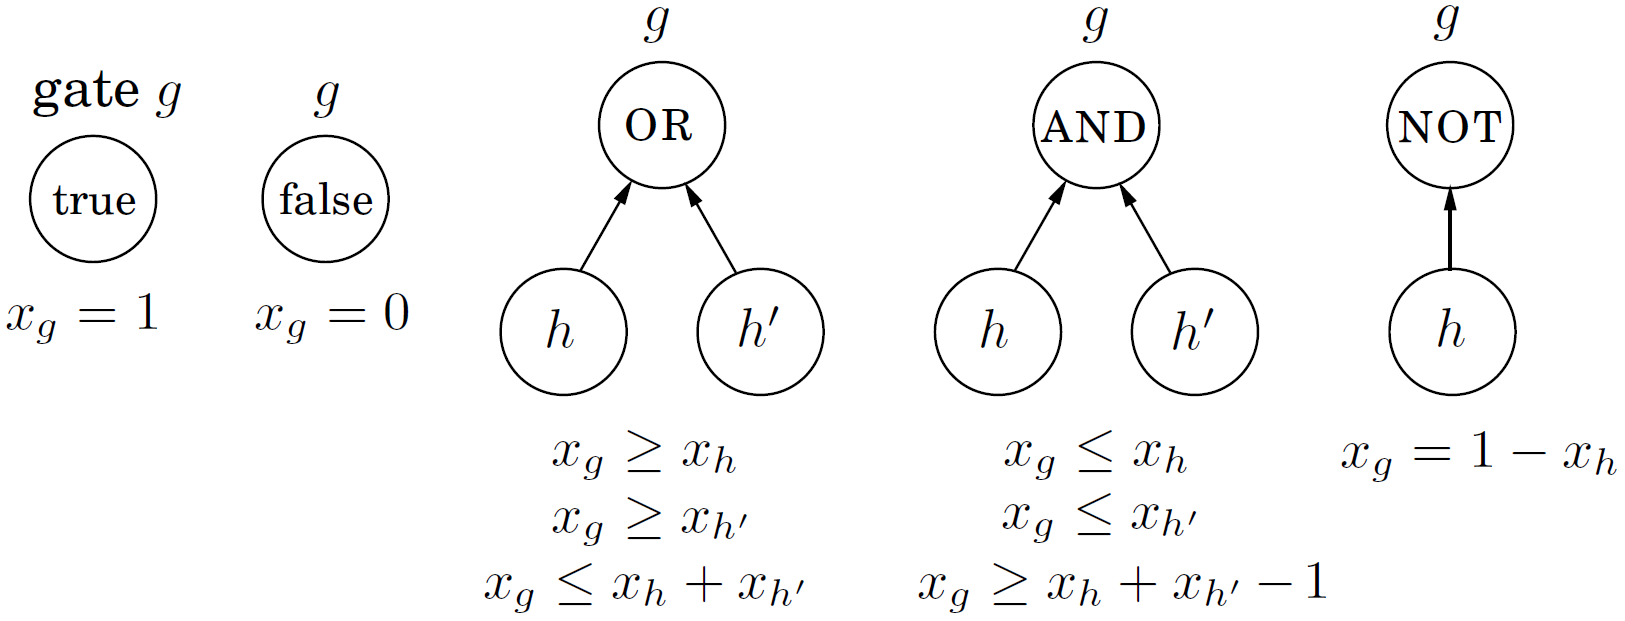 g g g
gate g g
OR AND NOT
true false
h h′ h h′ h
x_g = 1 x_g = 0
x_g ≥ x_h x_g ≤ x_h x_g = 1 − x_h
x_g ≥ x_h′ x_g ≤ x_h′
x_g ≤ x_h + x_h′ x_g ≥ x_h + x_h′ − 1